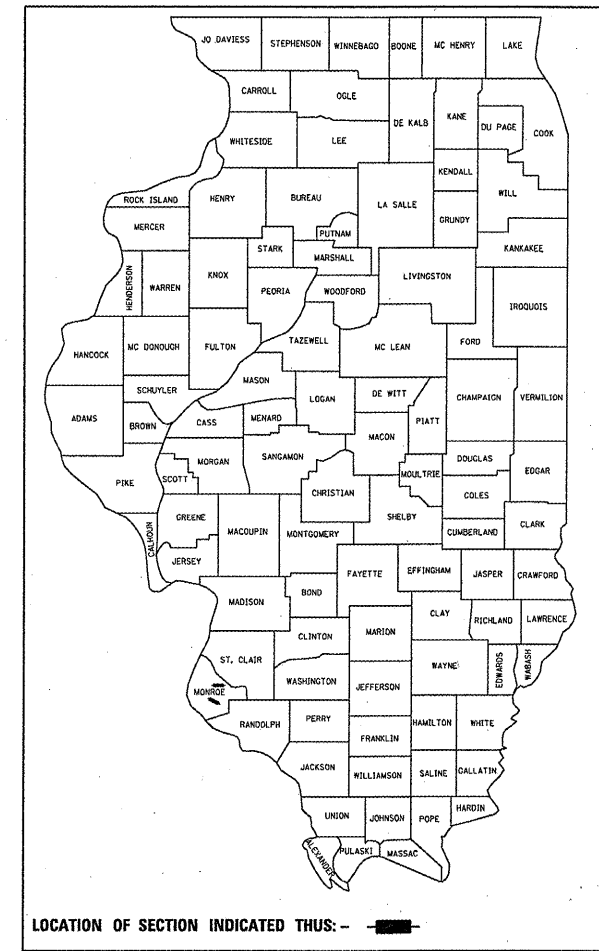 JO DAVIESS STEPHENSON WINNEBAGO BOONE MC HENRY LAKE
CARROLL OGLE DE KALB KANE DU PAGE COOK
WHITESIDE LEE KENDALL WILL
ROCK ISLAND HENRY BUREAU LA SALLE GRUNDY
MERCER PUTNAM KANKAKEE
STARK MARSHALL
HENDERSON WARREN KNOX PEORIA WOODFORD LIVINGSTON IROQUOIS
HANCOCK MC DONOUGH FULTON TAZEWELL MC LEAN FORD
SCHUYLER MASON LOGAN DE WITT CHAMPAIGN VERMILION
ADAMS BROWN CASS MENARD MACON PIATT
PIKE SCOTT MORGAN SANGAMON MOULTRIE DOUGLAS EDGAR
CHRISTIAN COLES
CALHOUN GREENE MACOUPIN MONTGOMERY SHELBY CUMBERLAND CLARK
JERSEY FAYETTE EFFINGHAM JASPER CRAWFORD
MADISON BOND CLAY RICHLAND LAWRENCE
CLINTON MARION
ST. CLAIR WAYNE EDWARDS WABASH
MONROE WASHINGTON JEFFERSON
RANDOLPH PERRY HAMILTON WHITE
FRANKLIN
JACKSON WILLIAMSON SALINE GALLATIN
UNION JOHNSON POPE HARDIN
ALEXANDER PULASKI MASSAC
LOCATION OF SECTION INDICATED THUS: -